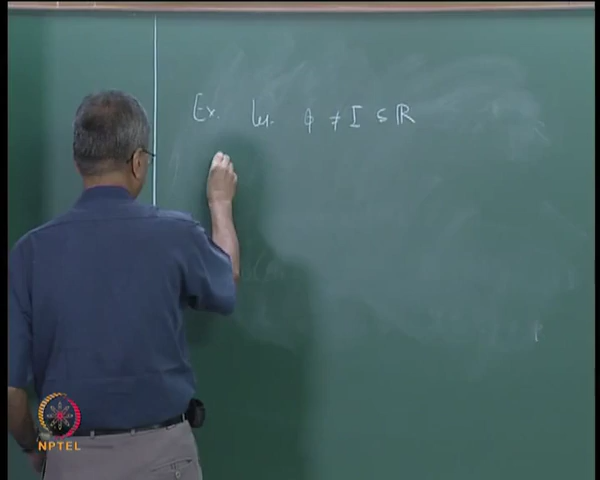 Ex. Let φ ≠ I ⊆ ℝ
NPTEL